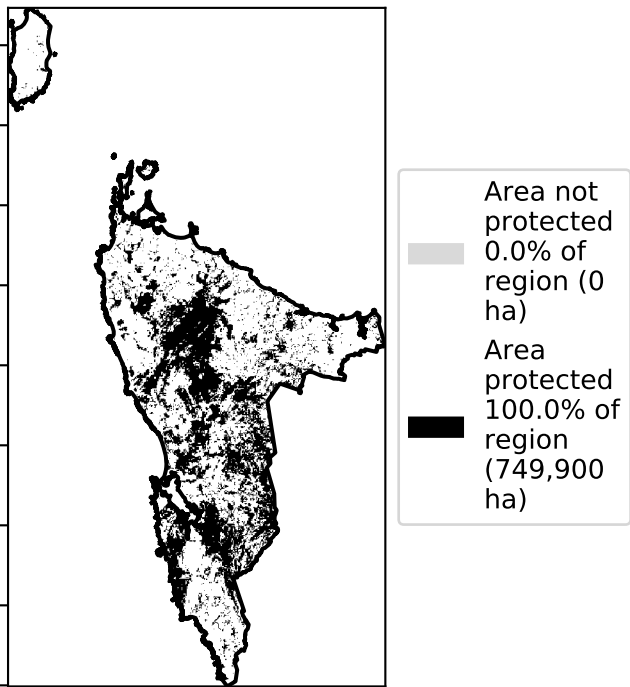 Area not
protected
0.0% of
region (0
ha)
Area
protected
100.0% of
region
(749,900
ha)